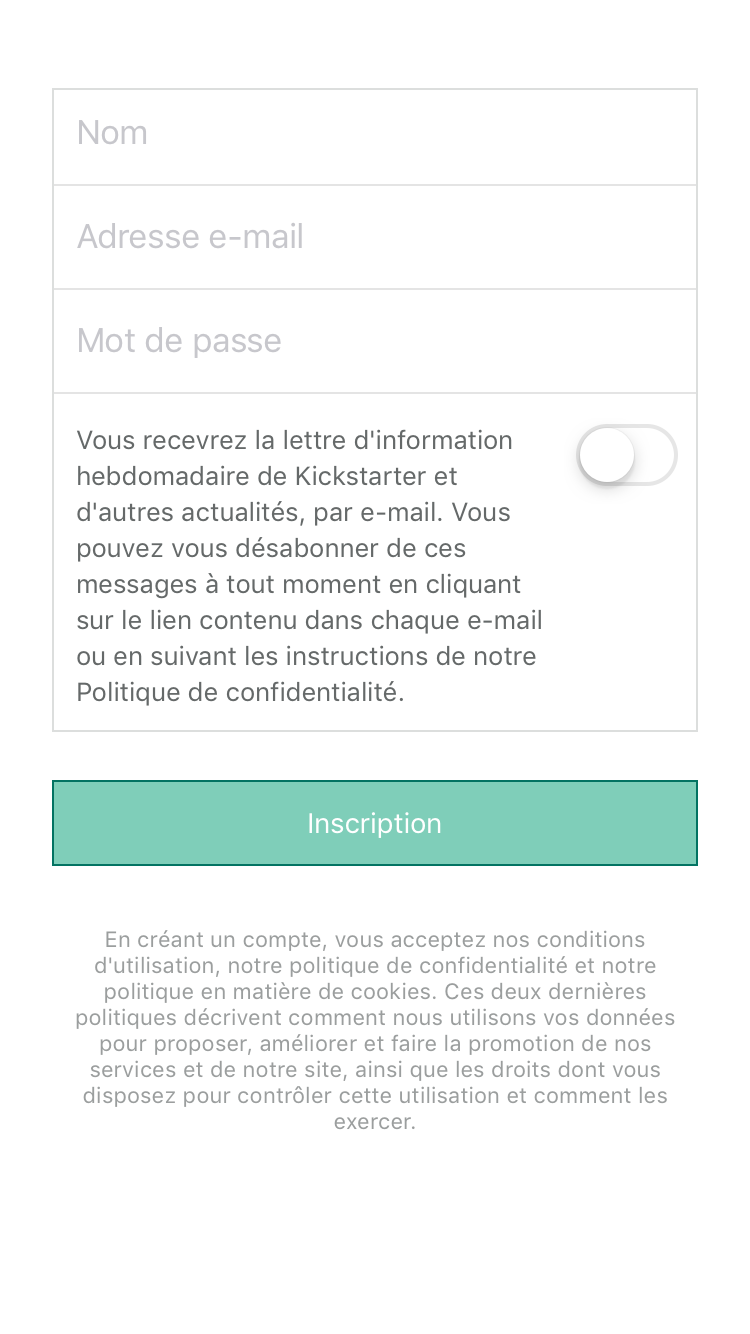 Nom
Adresse e-mail
Mot de passe
Vous recevrez la lettre d'information
hebdomadaire de Kickstarter et
d'autres actualités, par e-mail. Vous
pouvez vous désabonner de ces
messages à tout moment en cliquant
sur le lien contenu dans chaque e-mail
ou en suivant les instructions de notre
Politique de confidentialité.
Inscription
En créant un compte, vous acceptez nos conditions
d'utilisation, notre politique de confidentialité et notre
politique en matière de cookies. Ces deux dernières
politiques décrivent comment nous utilisons vos données
pour proposer, améliorer et faire la promotion de nos
services et de notre site, ainsi que les droits dont vous
disposez pour contrôler cette utilisation et comment les
exercer.